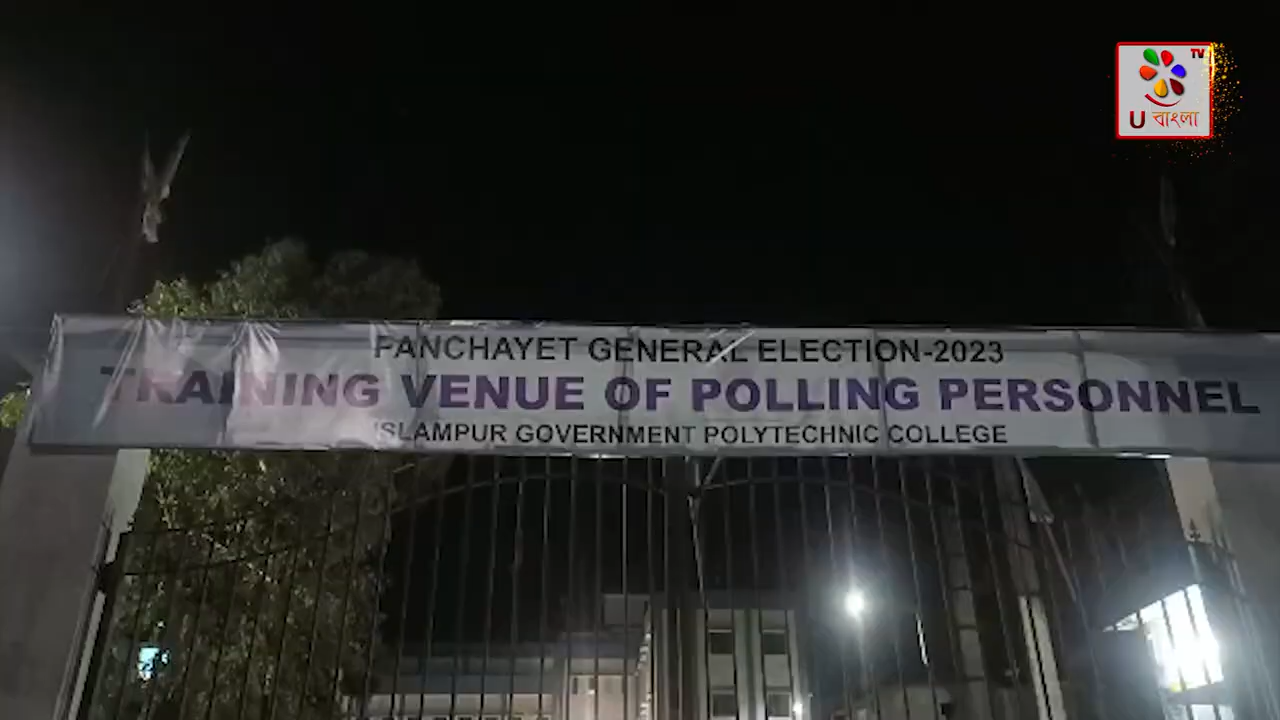 TV
U বাংলা
PANCHAYET GENERAL ELECTION-2023
TRAINING VENUE OF POLLING PERSONNEL
ISLAMPUR GOVERNMENT POLYTECHNIC COLLEGE